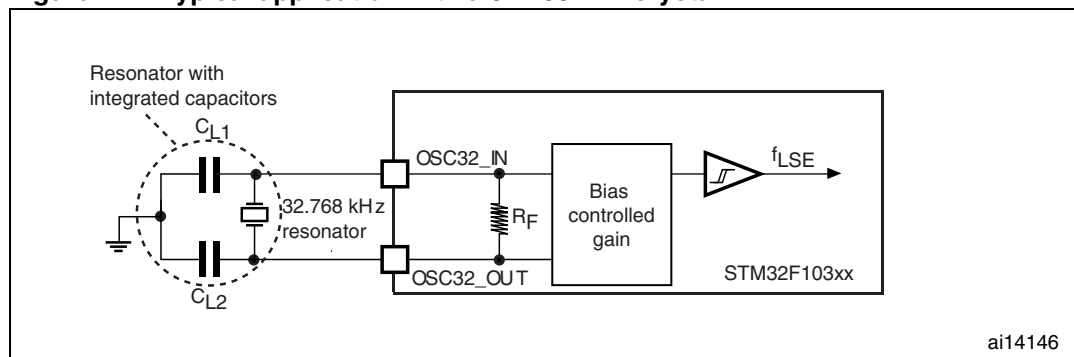 Resonator with
integrated capacitors
CL1
OSC32_IN
fLSE
32.768 kHz
resonator
RF
Bias
controlled
gain
OSC32_OUT
STM32F103xx
CL2
ai14146